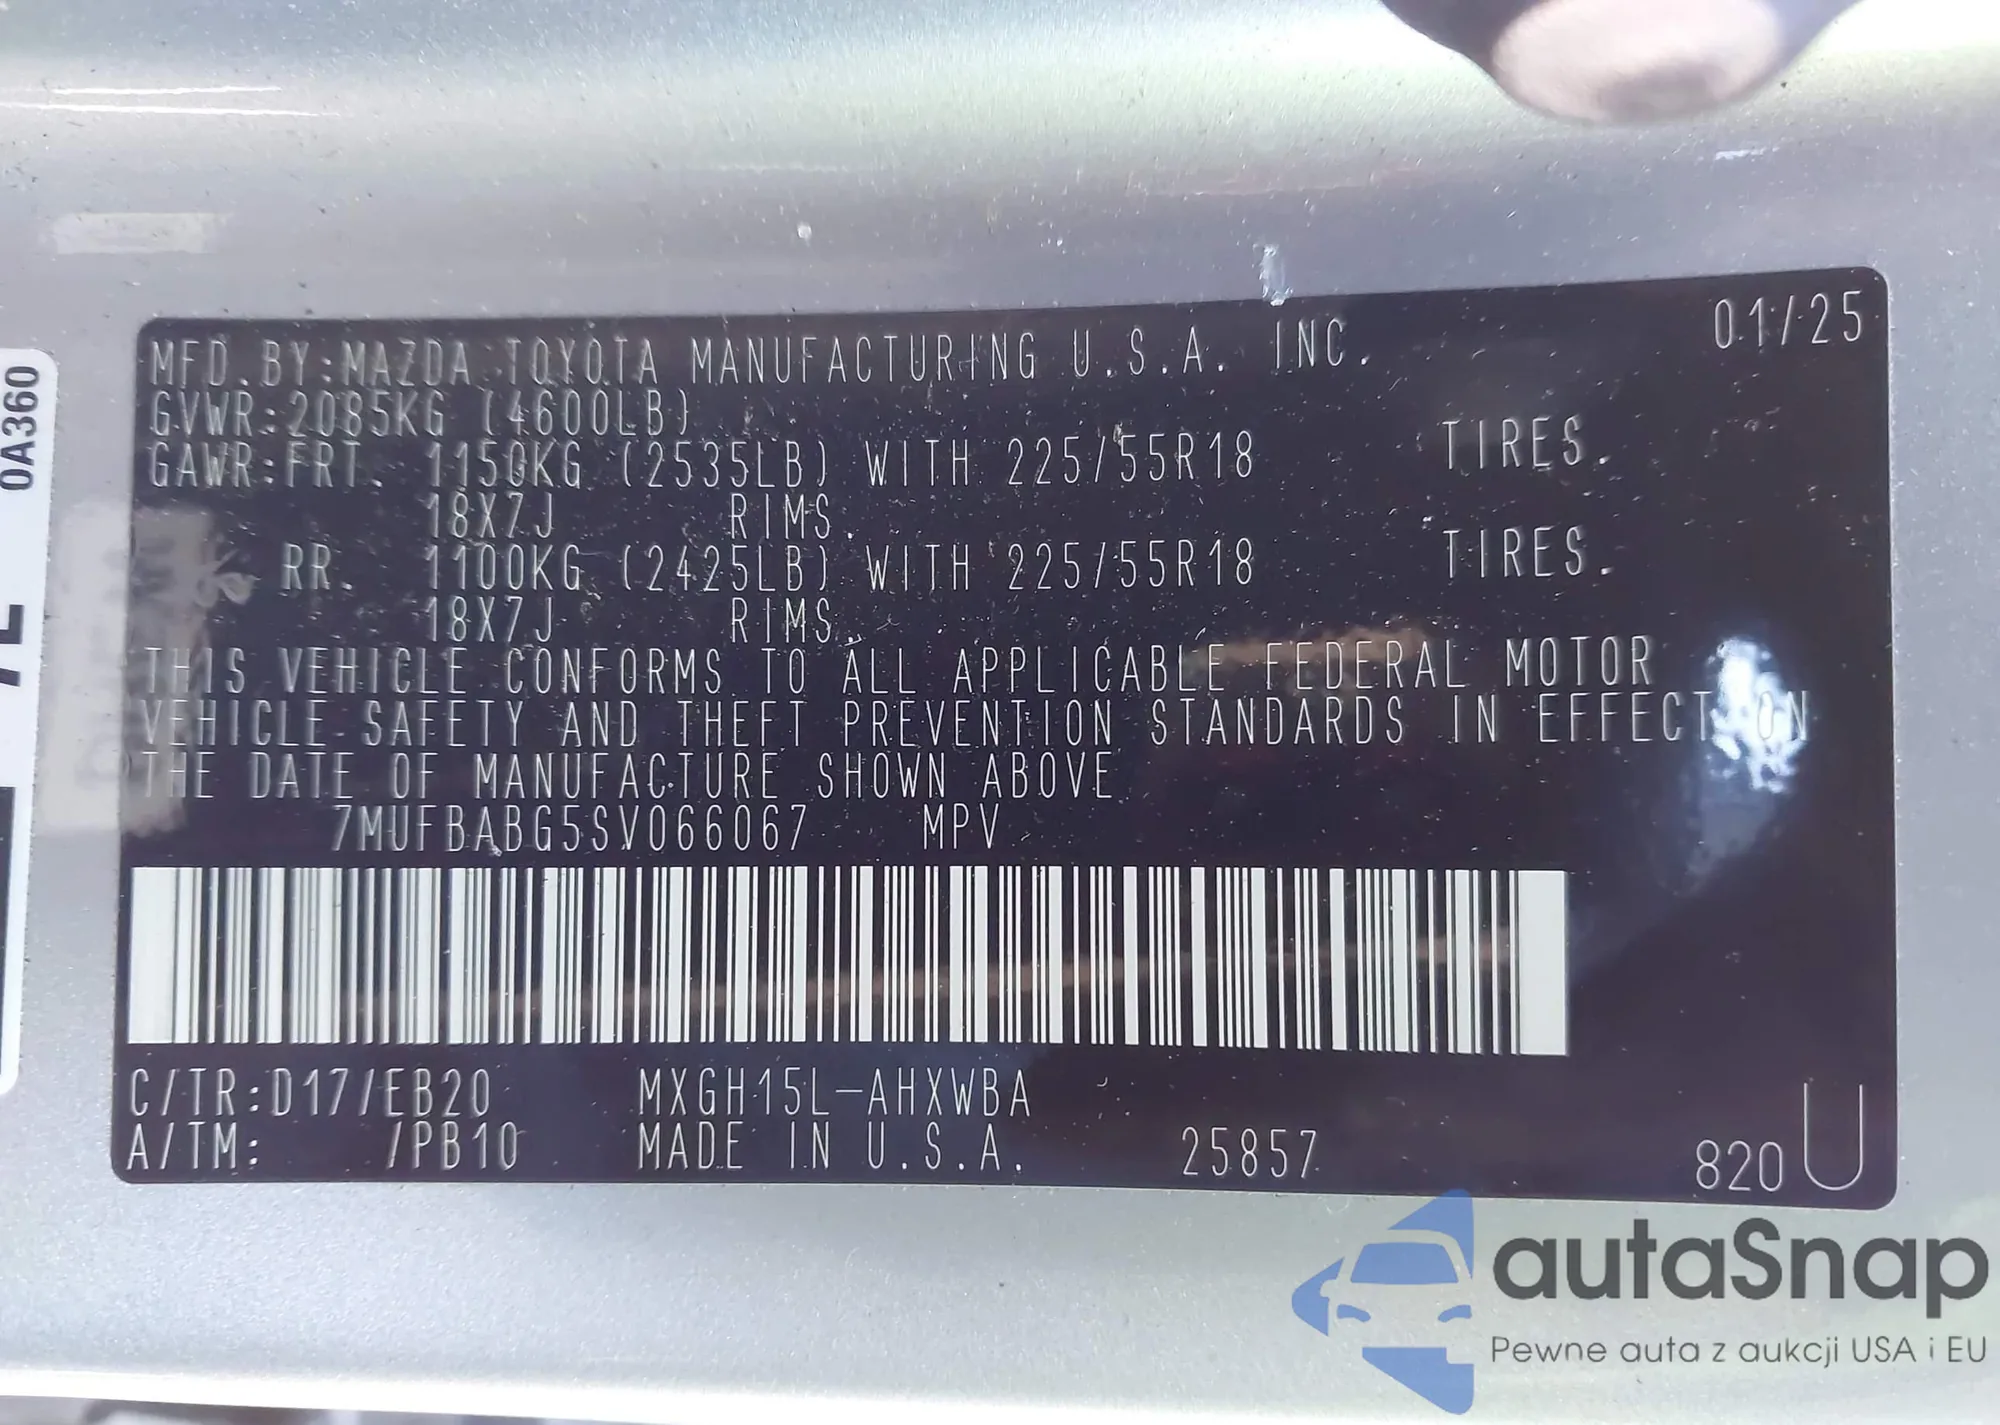 MFD.BY:MAZDA TOYOTA MANUFACTURING U.S.A. INC. 01/25
GVWR:2085KG (4600LB)
GAWR:FRT. 1150KG (2535LB) WITH 225/55R18 TIRES.
18X7J RIMS.
RR. 1100KG (2425LB) WITH 225/55R18 TIRES.
18X7J RIMS.
THIS VEHICLE CONFORMS TO ALL APPLICABLE FEDERAL MOTOR
VEHICLE SAFETY AND THEFT PREVENTION STANDARDS IN EFFECT ON
THE DATE OF MANUFACTURE SHOWN ABOVE
7MUFBABG5SV066067 MPV
C/TR:D17/EB20 MXGH15L-AHXWBA
A/TM: /PB10 MADE IN U.S.A. 25857 820 U
0A360
autaSnap
Pewne auta z aukcji USA i EU